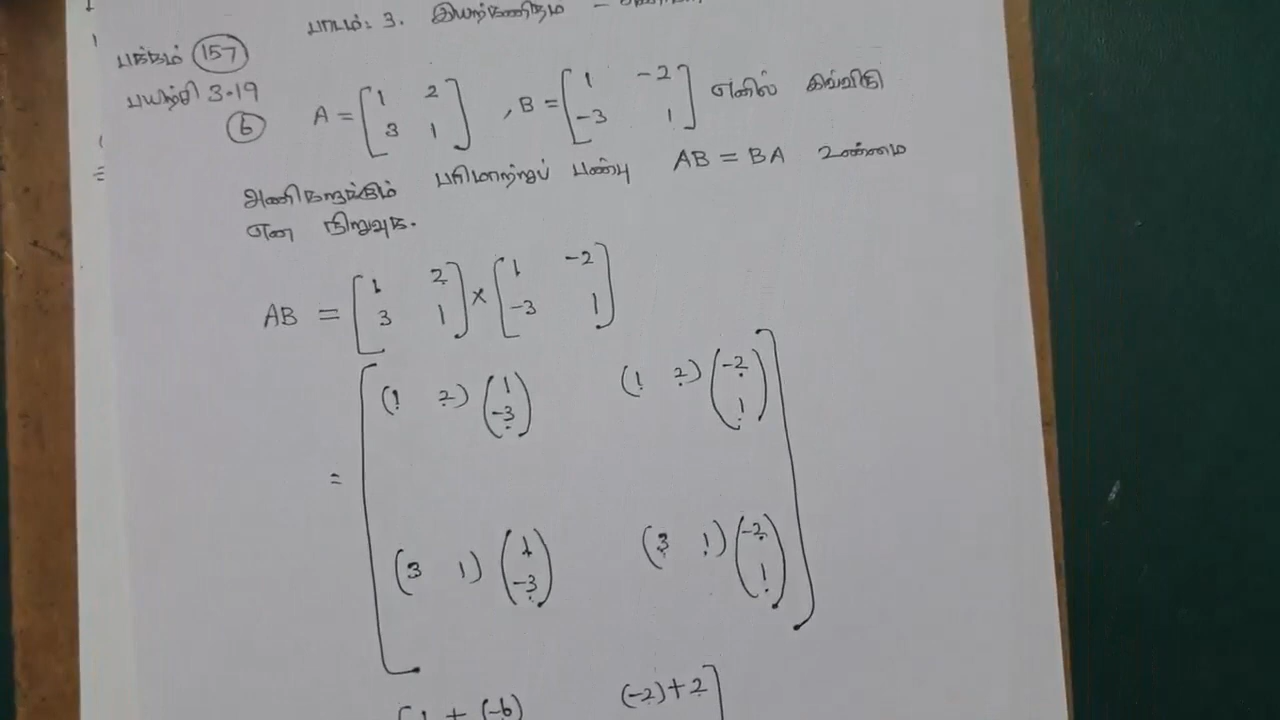 பாடம்: 3. இயற்கணிதம் -
பக்கம் 157
பயிற்சி 3.19
6 A = [1 2 3 1], B = [1 -2 -3 1] எனில் இவ்விரு
அணிகளுக்கும் பரிமாற்றுப் பண்பு AB = BA உண்மை
என நிறுவுக.
AB = [1 2 3 1] × [1 -2 -3 1]
= [(1 2)(1 -3) (1 2)(-2 1)
(3 1)(1 -3) (3 1)(-2 1)]
[1 + (-6) (-2)+2]